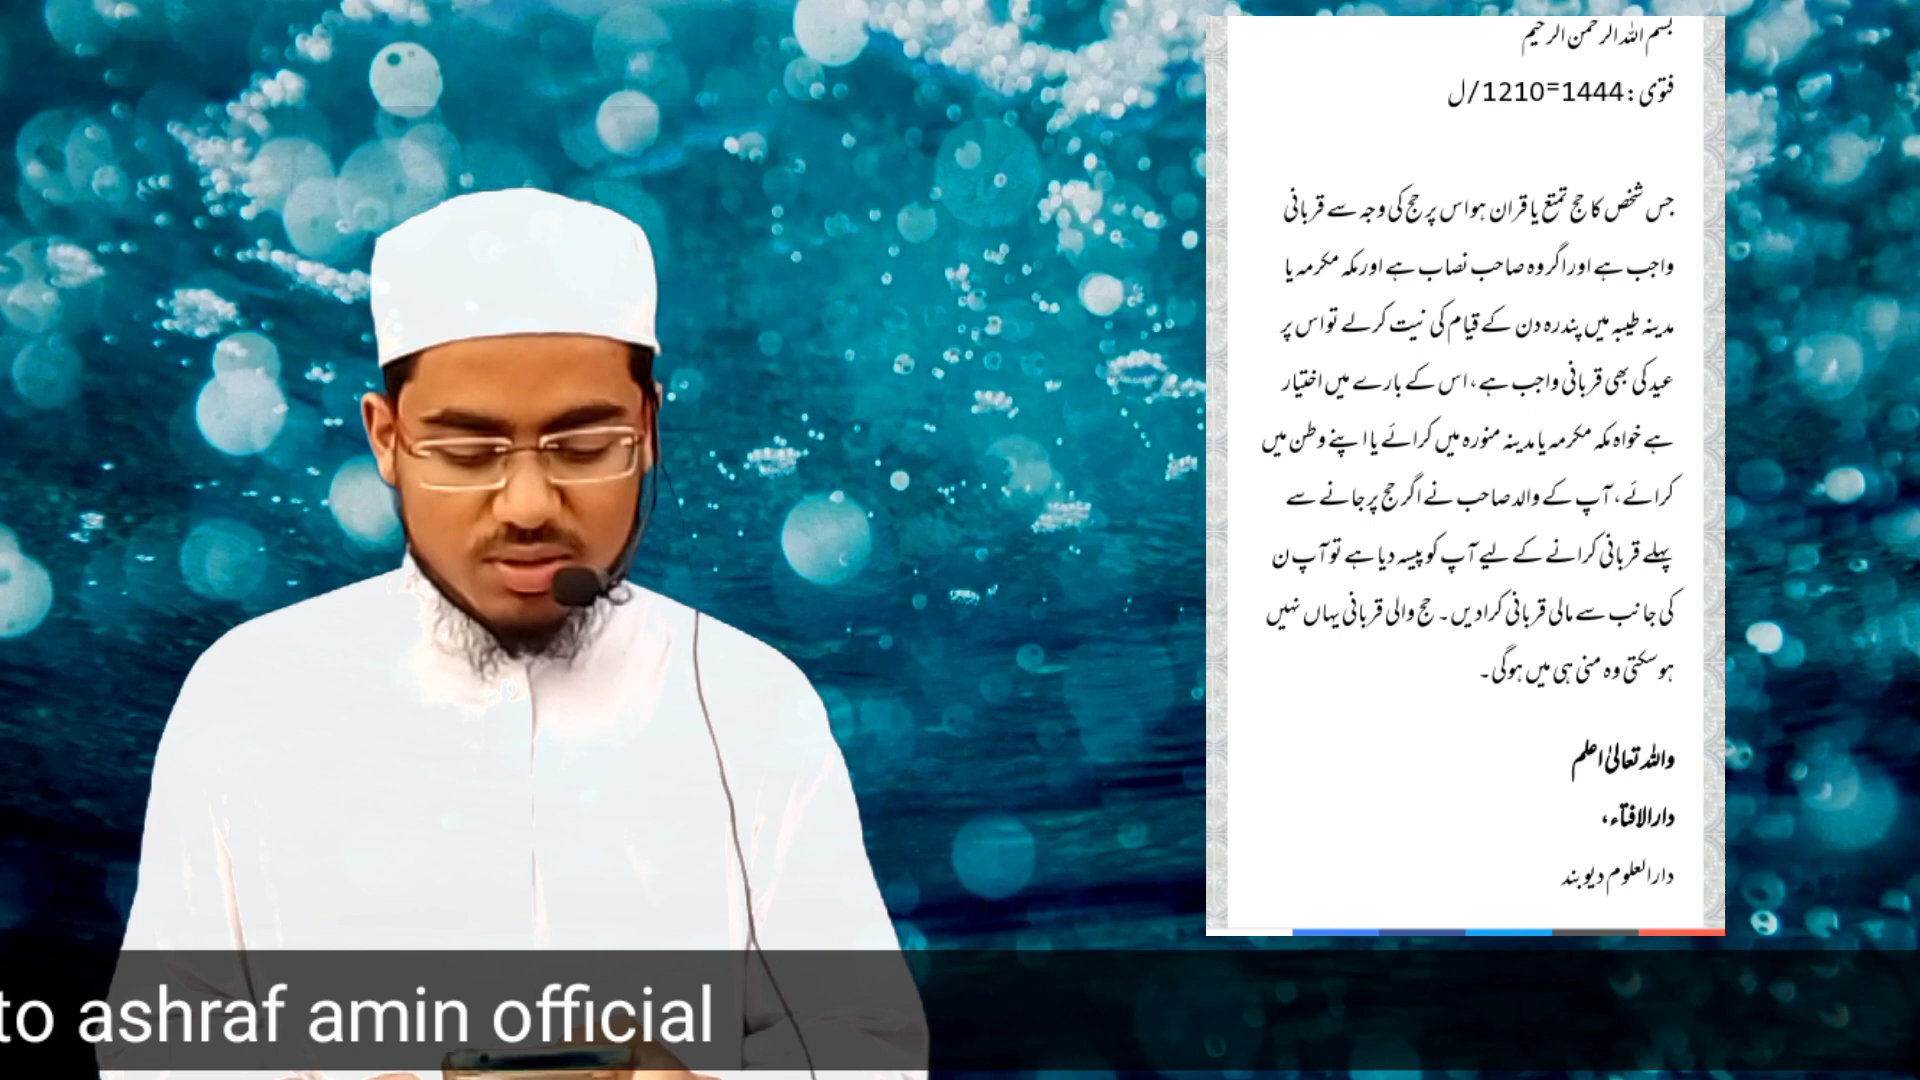 بسم اللہ الرحمن الرحیم
فتوی : 1444=1210/ل
جس شخص کا حج تمتع یا قران ہو اس پر حج کی وجہ سے قربانی
واجب ہے اور اگر وہ صاحب نصاب ہے اور مکہ مکرمہ یا
مدینہ طیبہ میں پندرہ دن کے قیام کی نیت کرلے تو اس پر
عید کی بھی قربانی واجب ہے، اس کے بارے میں اختیار
ہے خواہ مکہ مکرمہ یا مدینہ منورہ میں کرائے یا اپنے وطن میں
کرائے، آپ کے والد صاحب نے اگر حج پر جانے سے
پہلے قربانی کرانے کے لیے آپ کو پیسہ دیا ہے تو آپ ن
کی جانب سے مالی قربانی کرادیں۔ حج والی قربانی یہاں نہیں
ہوسکتی وہ منی ہی میں ہوگی۔
واللہ تعالیٰ اعلم
دارالافتاء،
دارالعلوم دیوبند
to ashraf amin official